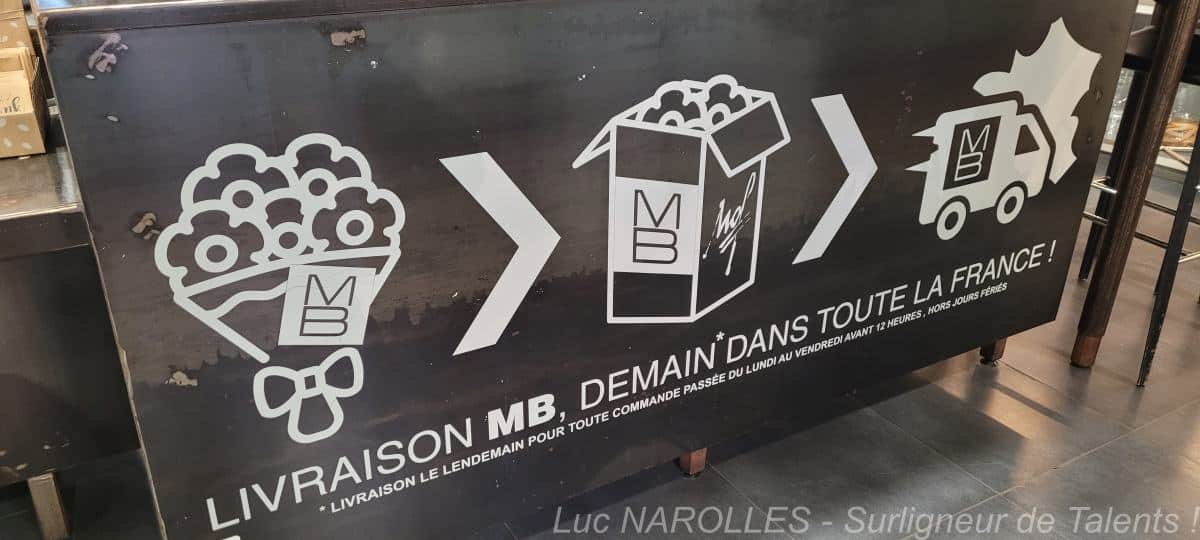 MB
MB
hol
MB
LIVRAISON MB, DEMAIN* DANS TOUTE LA FRANCE !
* LIVRAISON LE LENDEMAIN POUR TOUTE COMMANDE PASSÉE DU LUNDI AU VENDREDI AVANT 12 HEURES , HORS JOURS FÉRIÉS
Luc NAROLLES - Surligneur de Talents !